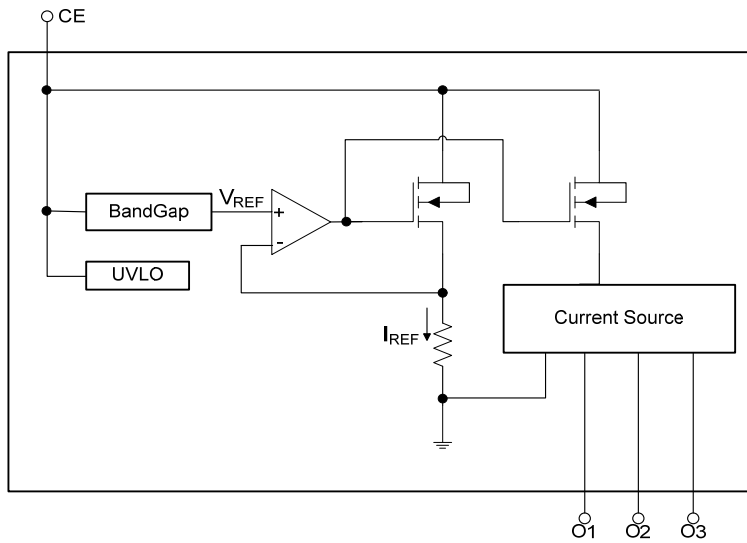 CE
BandGap
VREF
+
-
UVLO
IREF
Current Source
O1
O2
O3